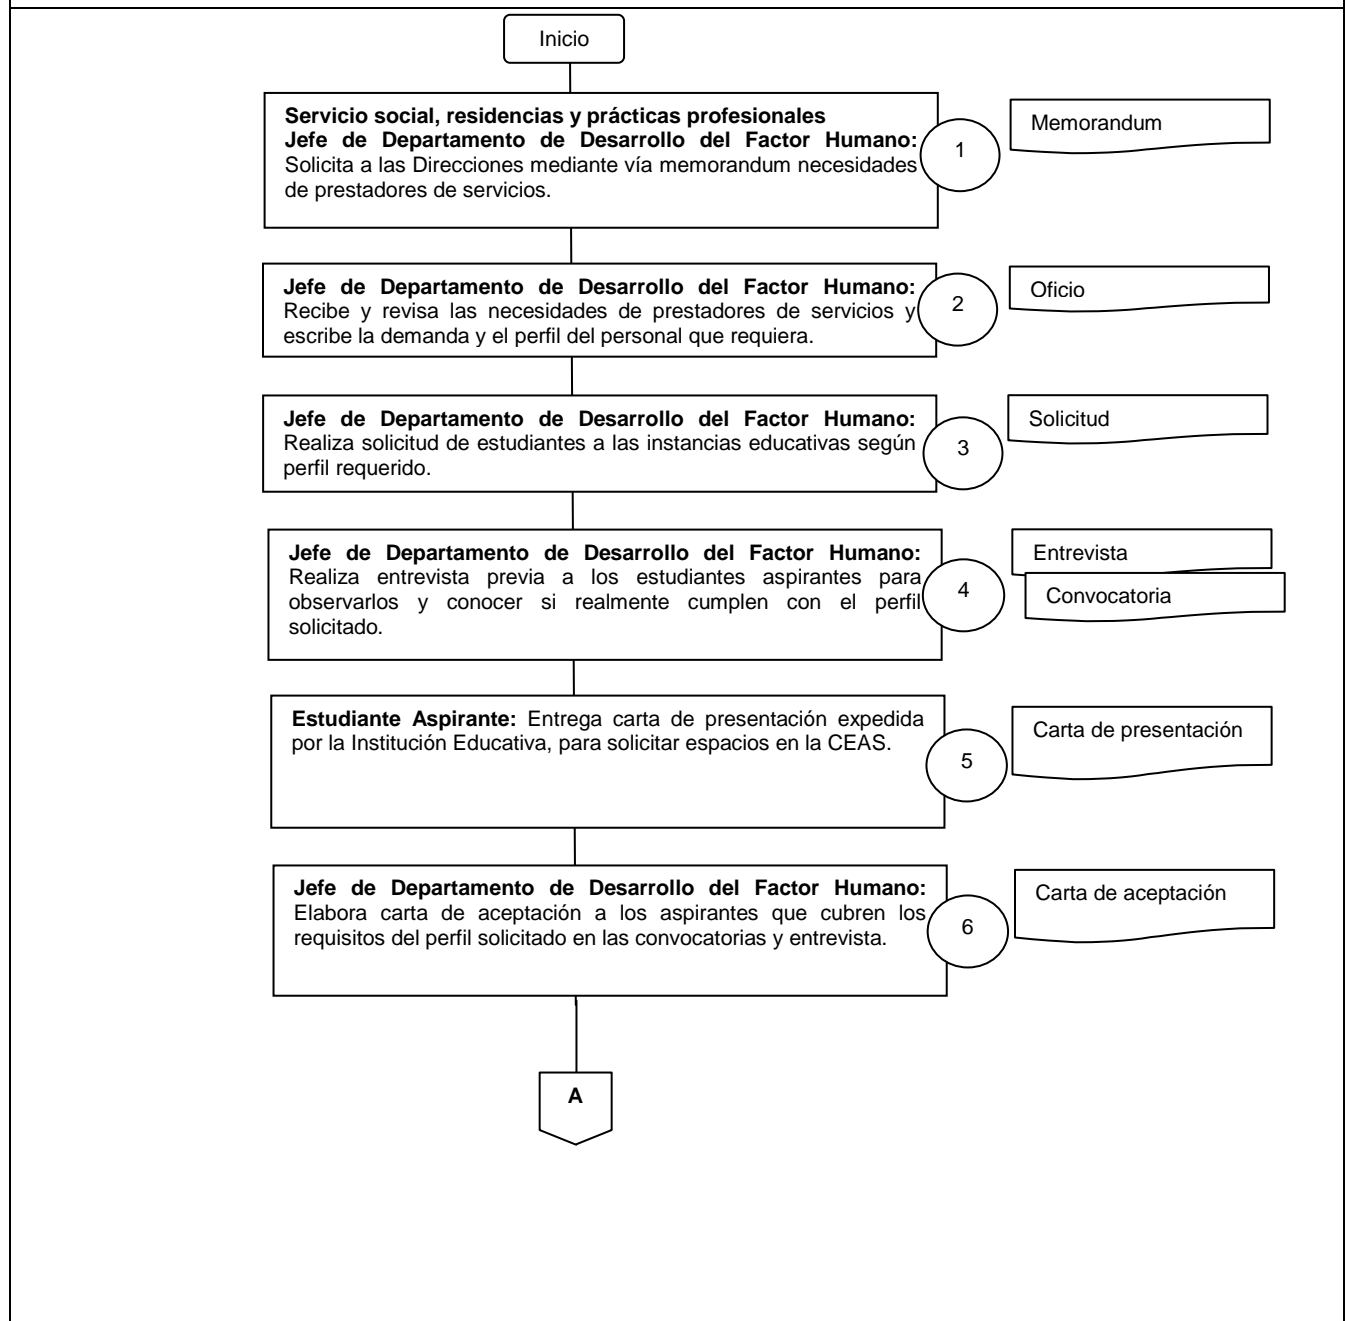 Inicio
Servicio social, residencias y prácticas profesionales
Jefe de Departamento de Desarrollo del Factor Humano:
Solicita a las Direcciones mediante vía memorandum necesidades
de prestadores de servicios.
1
Memorandum
Jefe de Departamento de Desarrollo del Factor Humano:
Recibe y revisa las necesidades de prestadores de servicios y
escribe la demanda y el perfil del personal que requiera.
2
Oficio
Jefe de Departamento de Desarrollo del Factor Humano:
Realiza solicitud de estudiantes a las instancias educativas según
perfil requerido.
3
Solicitud
Jefe de Departamento de Desarrollo del Factor Humano:
Realiza entrevista previa a los estudiantes aspirantes para
observarlos y conocer si realmente cumplen con el perfil
solicitado.
4
Entrevista
Convocatoria
Estudiante Aspirante: Entrega carta de presentación expedida
por la Institución Educativa, para solicitar espacios en la CEAS.
5
Carta de presentación
Jefe de Departamento de Desarrollo del Factor Humano:
Elabora carta de aceptación a los aspirantes que cubren los
requisitos del perfil solicitado en las convocatorias y entrevista.
6
Carta de aceptación
A